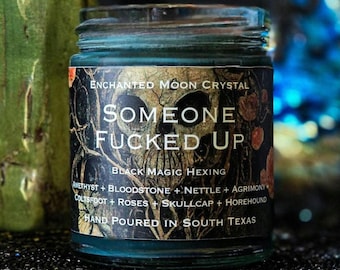 Enchanted Moon Crystal
Someone
Fucked Up
Black Magic Hexing
Amethyst + Bloodstone + Nettle + Agrimony
Coltsfoot + Roses + Skullcap + Horehound
Hand Poured in South Texas